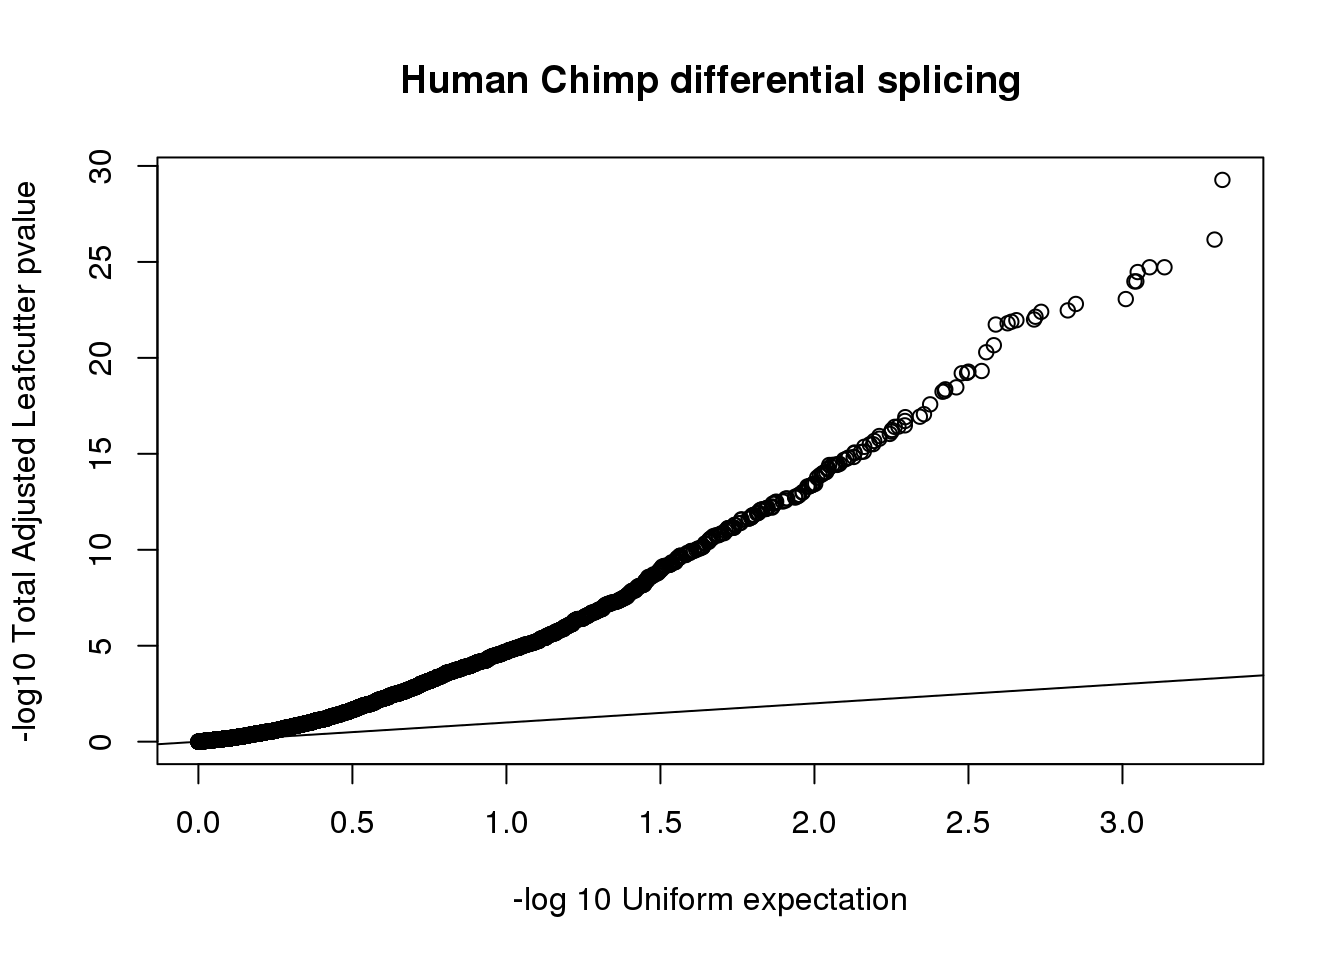 Human Chimp differential splicing
-log10 Total Adjusted Leafcutter pvalue
30
25
20
15
10
5
0
0.0 0.5 1.0 1.5 2.0 2.5 3.0
-log 10 Uniform expectation